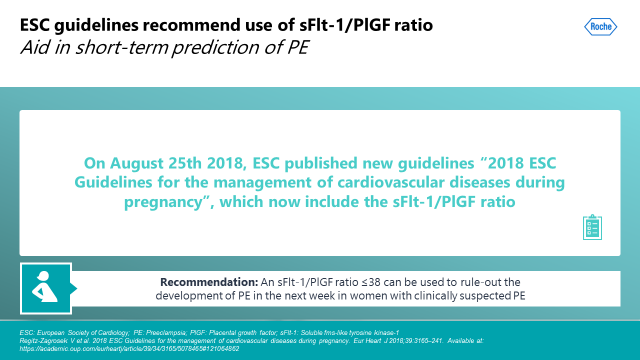 ESC guidelines recommend use of sFlt-1/PlGF ratio
Aid in short-term prediction of PE
Roche
On August 25th 2018, ESC published new guidelines “2018 ESC
Guidelines for the management of cardiovascular diseases during
pregnancy”, which now include the sFlt-1/PlGF ratio
Recommendation: An sFlt-1/PlGF ratio ≤38 can be used to rule-out the
development of PE in the next week in women with clinically suspected PE
ESC: European Society of Cardiology; PE: Preeclampsia; PlGF: Placental growth factor; sFlt-1: Soluble fms-like tyrosine kinase-1
Regitz-Zagrosek V et al. 2018 ESC Guidelines for the management of cardiovascular diseases during pregnancy. Eur Heart J 2018;39:3165–241. Available at:
https://academic.oup.com/eurheartj/article/39/34/3165/5078465#121064862